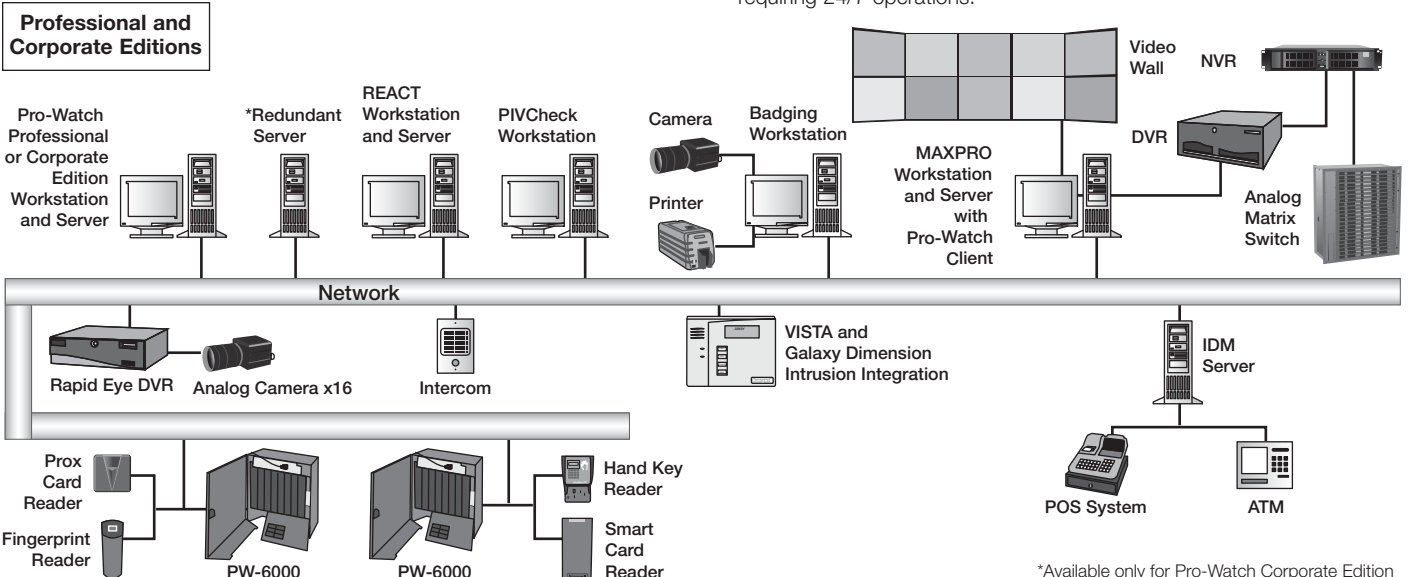 requiring 24/7 operations.
Professional and
Corporate Editions
Pro-Watch
Professional
or Corporate
Edition
Workstation
and Server
*Redundant
Server
REACT
Workstation
and Server
PIVCheck
Workstation
Camera
Printer
Badging
Workstation
MAXPRO
Workstation
and Server
with
Pro-Watch
Client
Video
Wall
NVR
DVR
Analog
Matrix
Switch
Network
Rapid Eye DVR
Analog Camera x16
Intercom
VISTA and
Galaxy Dimension
Intrusion Integration
IDM
Server
POS System
ATM
Prox
Card
Reader
Fingerprint
Reader
PW-6000
PW-6000
Hand Key
Reader
Smart
Card
Reader
*Available only for Pro-Watch Corporate Edition